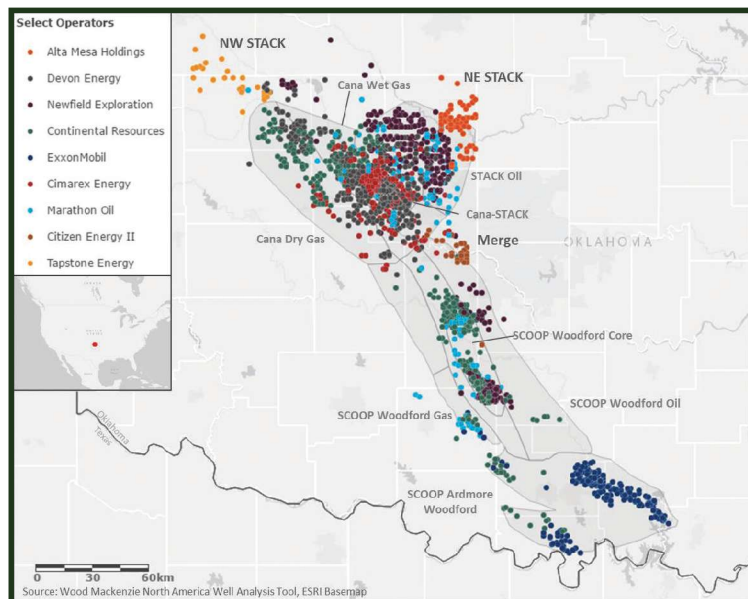 Select Operators
Alta Mesa Holdings
Devon Energy
Newfield Exploration
Continental Resources
ExxonMobil
Cimarex Energy
Marathon Oil
Citizen Energy II
Tapstone Energy
NW STACK
Cana Wet Gas
NE STACK
STACK Oil
Cana-STACK
Cana Dry Gas
Merge
OKLAHOMA
SCOOP Woodford Core
SCOOP Woodford Oil
SCOOP Woodford Gas
Oklahoma
Texas
SCOOP Ardmore
Woodford
0 30 60km
Source: Wood Mackenzie North America Well Analysis Tool, ESRI Basemap